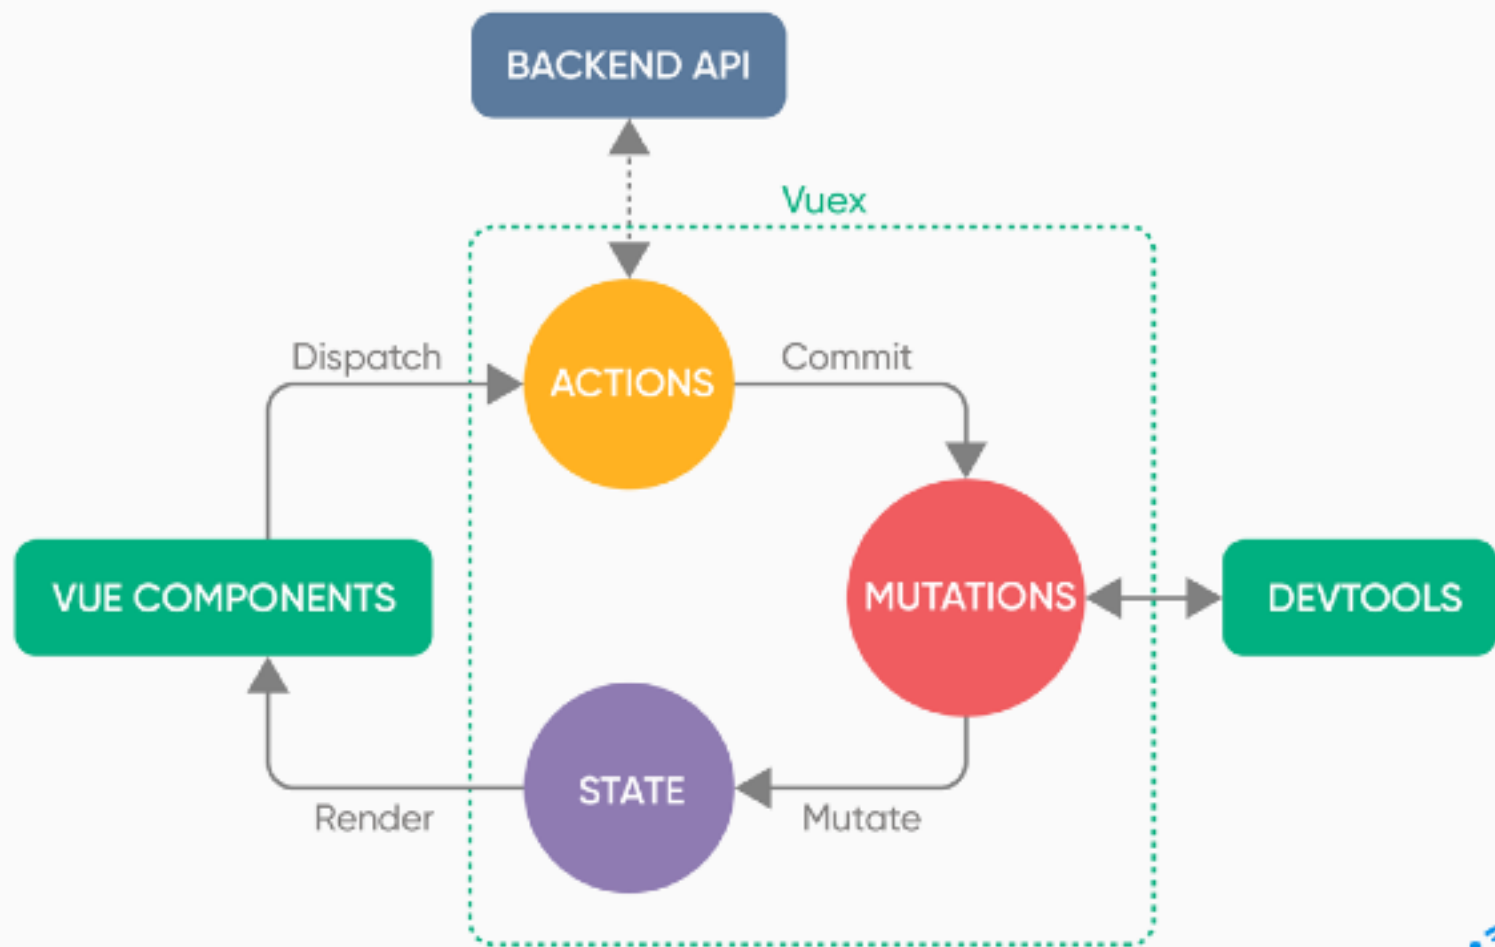 BACKEND API
Vuex
Dispatch
Commit
ACTIONS
VUE COMPONENTS
MUTATIONS
DEVTOOLS
STATE
Render
Mutate